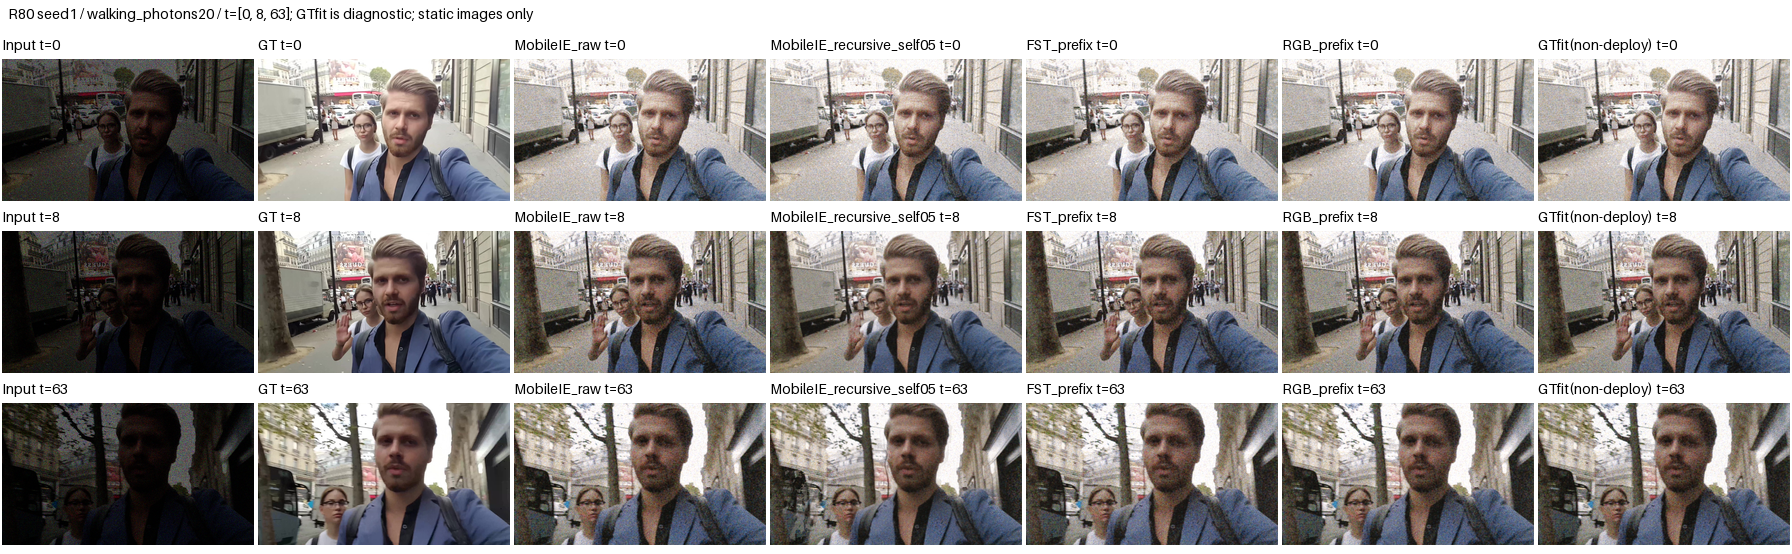 R80 seed1 / walking_photons20 / t=[0, 8, 63]; GTfit is diagnostic; static images only
Input t=0 GT t=0 MobileIE_raw t=0 MobileIE_recursive_self05 t=0 FST_prefix t=0 RGB_prefix t=0 GTfit(non-deploy) t=0
Input t=8 GT t=8 MobileIE_raw t=8 MobileIE_recursive_self05 t=8 FST_prefix t=8 RGB_prefix t=8 GTfit(non-deploy) t=8
Input t=63 GT t=63 MobileIE_raw t=63 MobileIE_recursive_self05 t=63 FST_prefix t=63 RGB_prefix t=63 GTfit(non-deploy) t=63